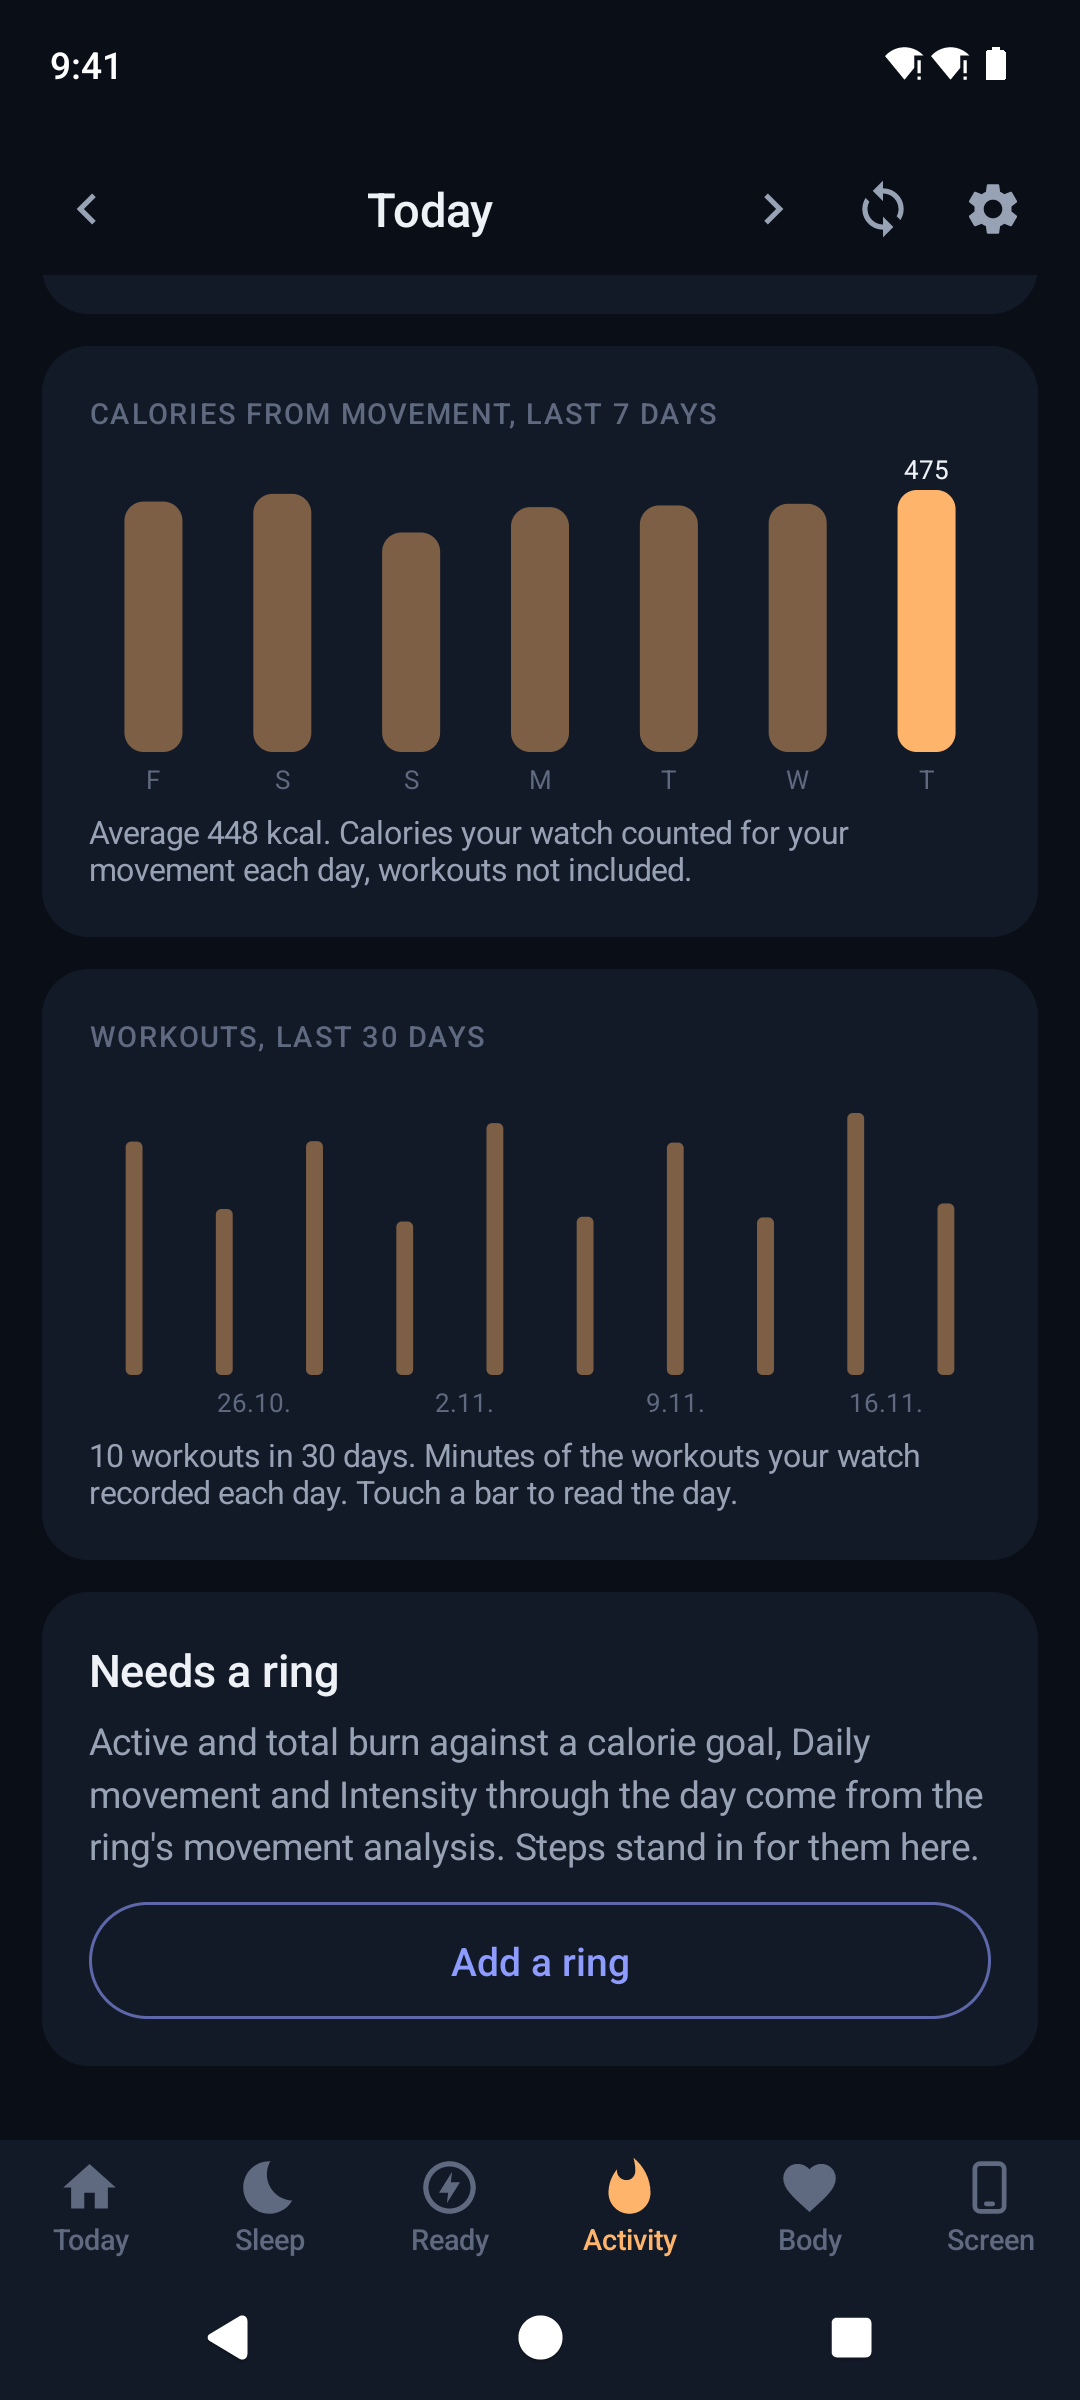 9:41
Today
CALORIES FROM MOVEMENT, LAST 7 DAYS
475
F S S M T W T
Average 448 kcal. Calories your watch counted for your
movement each day, workouts not included.
WORKOUTS, LAST 30 DAYS
26.10. 2.11. 9.11. 16.11.
10 workouts in 30 days. Minutes of the workouts your watch
recorded each day. Touch a bar to read the day.
Needs a ring
Active and total burn against a calorie goal, Daily
movement and Intensity through the day come from the
ring's movement analysis. Steps stand in for them here.
Add a ring
Today Sleep Ready Activity Body Screen